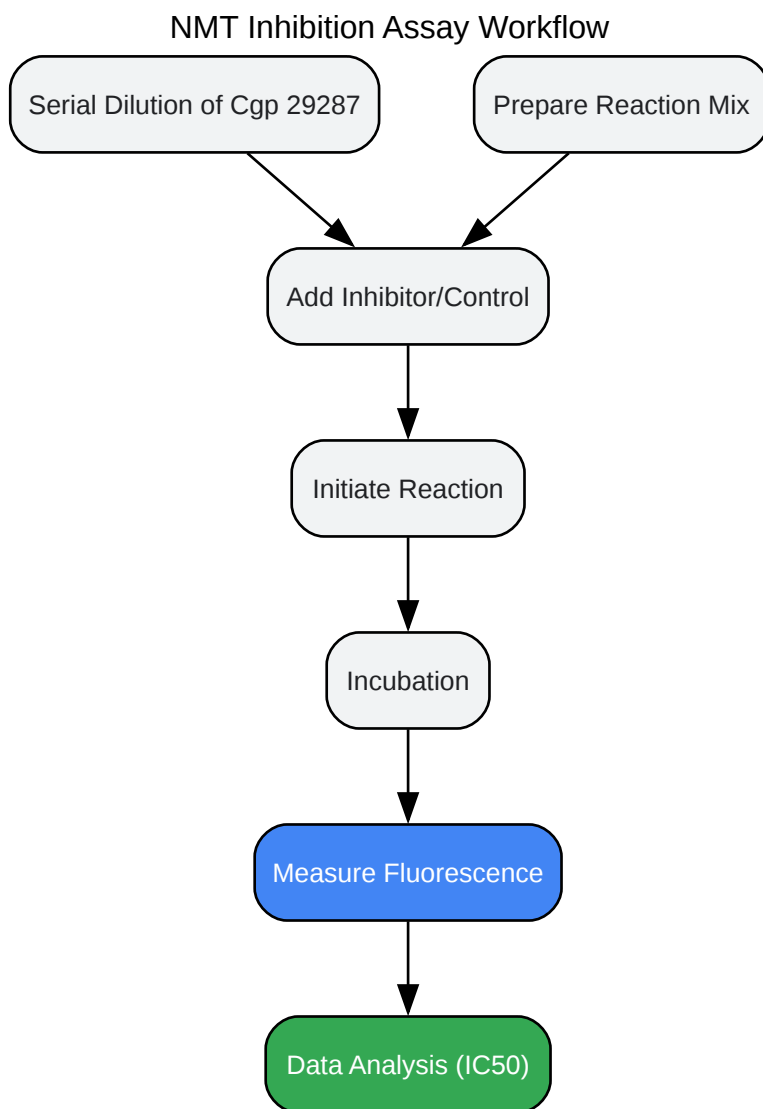 NMT Inhibition Assay Workflow
Serial Dilution of Cgp 29287
Prepare Reaction Mix
Add Inhibitor/Control
Initiate Reaction
Incubation
Measure Fluorescence
Data Analysis (IC50)